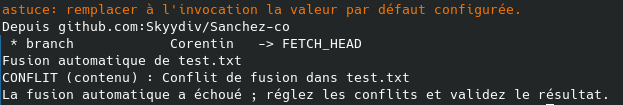 astuce: remplacer à l'invocation la valeur par défaut configurée.
Depuis github.com:Skyydiv/Sanchez-co
 * branch            Corentin   -> FETCH_HEAD
Fusion automatique de test.txt
CONFLIT (contenu) : Conflit de fusion dans test.txt
La fusion automatique a échoué ; réglez les conflits et validez le résultat.